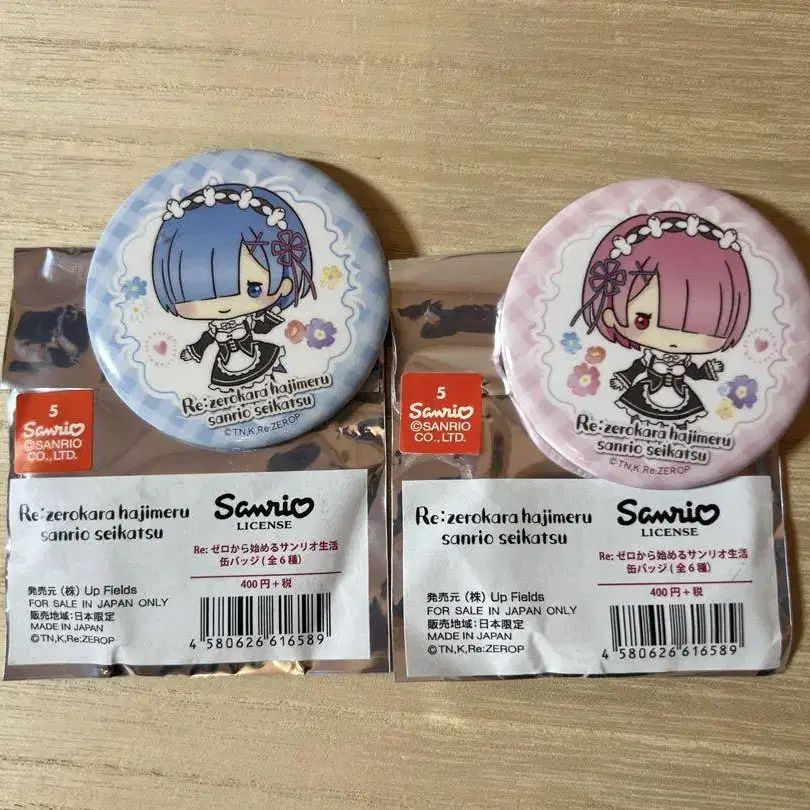 Re:zerokara hajimeru
sanrio seikatsu
©TN,K,Re:ZEROP
Re:zerokara hajimeru
sanrio seikatsu
©TN,K,Re:ZEROP
5
Sanrio
©SANRIO
CO.,LTD.
Re:zerokara hajimeru
sanrio seikatsu
Sanrio
LICENSE
Re: ゼロから始めるサンリオ生活
缶バッジ(全6種)
400円+税
発売元(株)Up Fields
FOR SALE IN JAPAN ONLY
販売地域:日本限定
MADE IN JAPAN
©TN,K,Re:ZEROP
4 580626 616589
5
Sanrio
©SANRIO
CO.,LTD.
Re:zerokara hajimeru
sanrio seikatsu
Sanrio
LICENSE
Re: ゼロから始めるサンリオ生活
缶バッジ(全6種)
400円+税
発売元(株)Up Fields
FOR SALE IN JAPAN ONLY
販売地域:日本限定
MADE IN JAPAN
©TN,K,Re:ZEROP
4 580626 616589